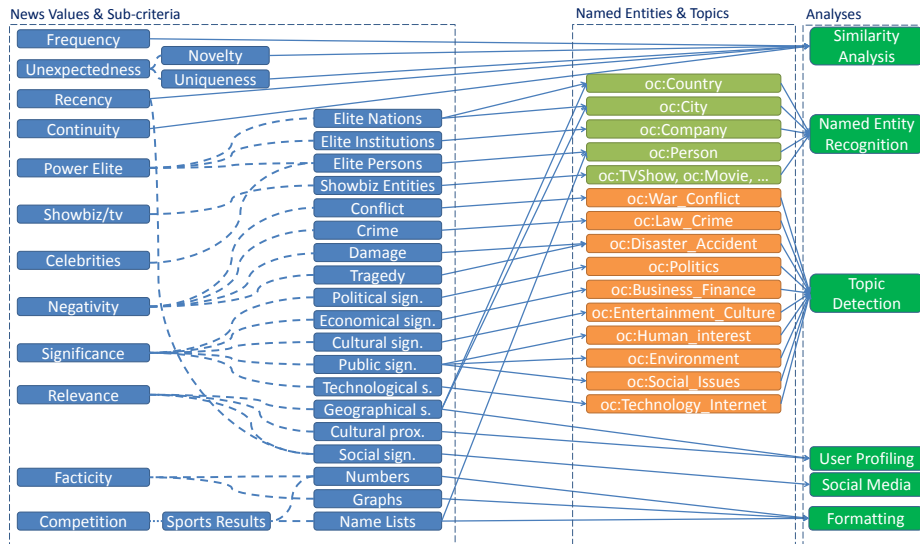 News Values & Sub-criteria
Frequency
Unexpectedness
Novelty
Uniqueness
Recency
Continuity
Power Elite
Showbiz/tv
Celebrities
Negativity
Significance
Relevance
Facticity
Competition
Sports Results
Elite Nations
Elite Institutions
Elite Persons
Showbiz Entities
Conflict
Crime
Damage
Tragedy
Political sign.
Economical sign.
Cultural sign.
Public sign.
Technological s.
Geographical s.
Cultural prox.
Social sign.
Numbers
Graphs
Name Lists
Named Entities & Topics
oc:Country
oc:City
oc:Company
oc:Person
oc:TVShow, oc:Movie, ...
oc:War_Conflict
oc:Law_Crime
oc:Disaster_Accident
oc:Politics
oc:Business_Finance
oc:Entertainment_Culture
oc:Human_interest
oc:Environment
oc:Social_Issues
oc:Technology_Internet
Analyses
Similarity
Analysis
Named Entity
Recognition
Topic
Detection
User Profiling
Social Media
Formatting